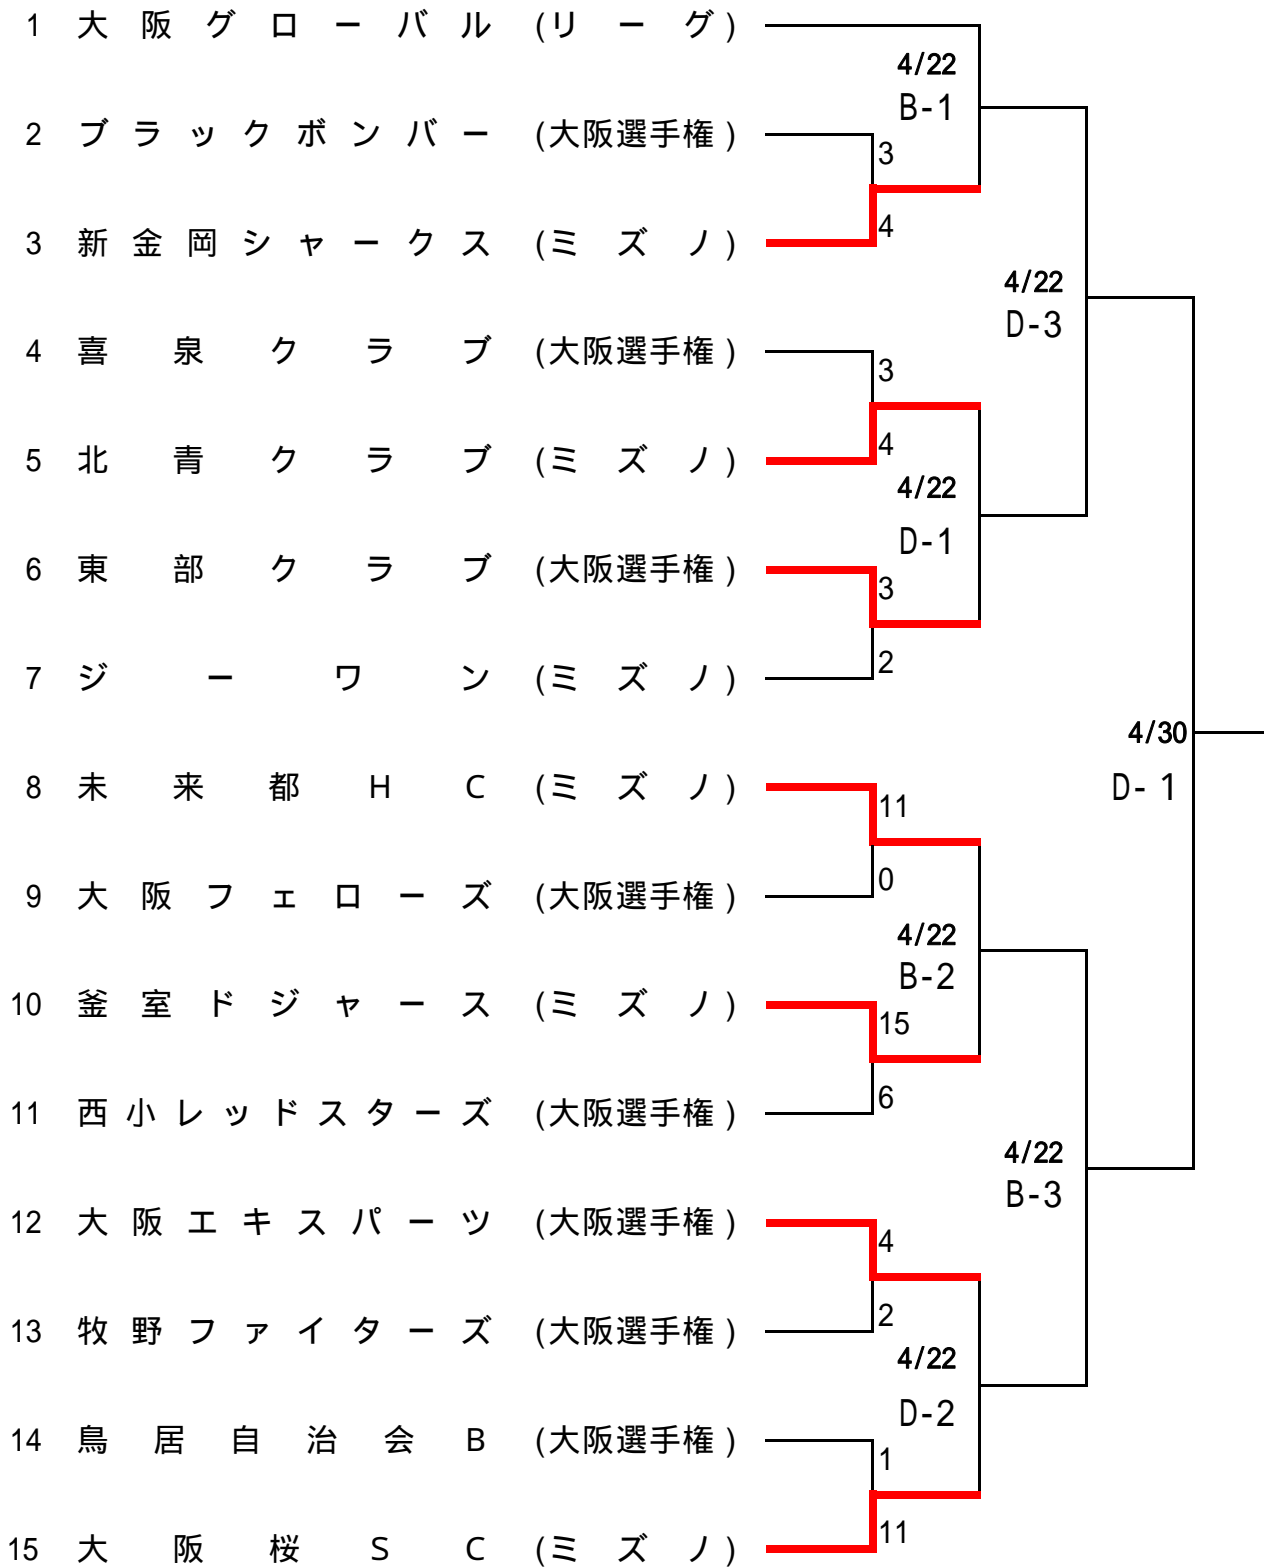 1 大阪グローバル (リーグ)
4/22
B-1
2 ブラックボンバー (大阪選手権)
3
3 新金岡シャークス (ミズノ)
4
4/22
D-3
4 喜泉クラブ (大阪選手権)
3
5 北青クラブ (ミズノ)
4
4/22
D-1
6 東部クラブ (大阪選手権)
3
7 ジーワン (ミズノ)
2
4/30
D-1
8 未来都HC (ミズノ)
11
9 大阪フェローズ (大阪選手権)
0
4/22
B-2
10 釜室ドジャース (ミズノ)
15
11 西小レッドスターズ (大阪選手権)
6
4/22
B-3
12 大阪エキスパーツ (大阪選手権)
4
13 牧野ファイターズ (大阪選手権)
2
4/22
D-2
14 鳥居自治会B (大阪選手権)
1
15 大阪桜SC (ミズノ)
11